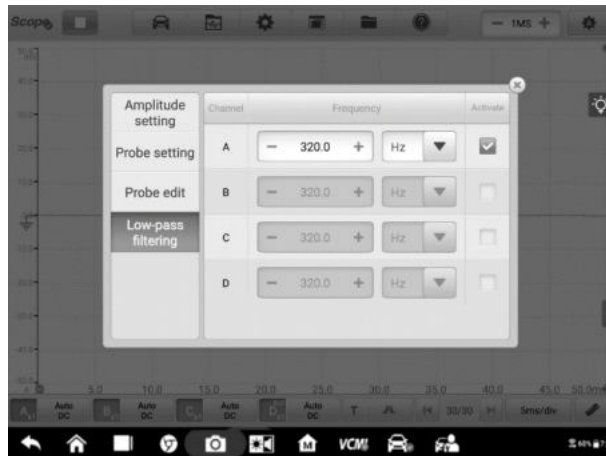 Scope
1MS
Amplitude
setting
Channel
Frequency
Activate
Probe setting
A
320.0
Hz
Probe edit
B
320.0
Hz
Low-pass
filtering
C
320.0
Hz
D
320.0
Hz
5.0 10.0 15.0 20.0 25.0 30.0 35.0 40.0 45.0
A Auto DC B Auto DC C Auto DC D Auto DC T 30/30 5ms/div
M VCMI 60%